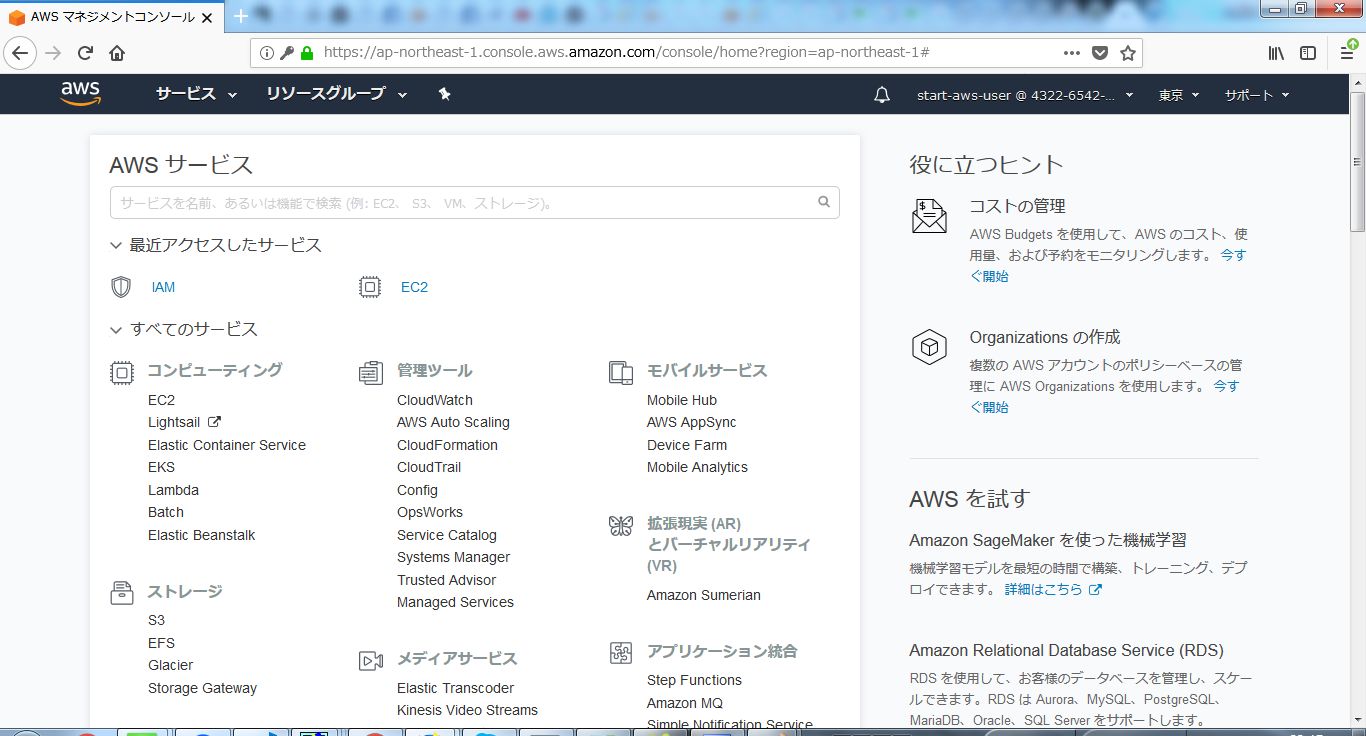 AWS マネジメントコンソール
https://ap-northeast-1.console.aws.amazon.com/console/home?region=ap-northeast-1#
aws
サービス
リソースグループ
start-aws-user @ 4322-6542-...
東京
サポート
AWS サービス
サービスを名前、あるいは機能で検索 (例: EC2、 S3、 VM、ストレージ)。
最近アクセスしたサービス
IAM
EC2
すべてのサービス
コンピューティング
EC2
Lightsail
Elastic Container Service
EKS
Lambda
Batch
Elastic Beanstalk
ストレージ
S3
EFS
Glacier
Storage Gateway
管理ツール
CloudWatch
AWS Auto Scaling
CloudFormation
CloudTrail
Config
OpsWorks
Service Catalog
Systems Manager
Trusted Advisor
Managed Services
メディアサービス
Elastic Transcoder
Kinesis Video Streams
モバイルサービス
Mobile Hub
AWS AppSync
Device Farm
Mobile Analytics
拡張現実 (AR)
とバーチャルリアリティ
(VR)
Amazon Sumerian
アプリケーション統合
Step Functions
Amazon MQ
Simple Notification Service
役に立つヒント
コストの管理
AWS Budgets を使用して、AWS のコスト、使
用量、および予約をモニタリングします。 今す
ぐ開始
Organizations の作成
複数の AWS アカウントのポリシーベースの管
理に AWS Organizations を使用します。 今す
ぐ開始
AWS を試す
Amazon SageMaker を使った機械学習
機械学習モデルを最短の時間で構築、トレーニング、デプ
ロイできます。 詳細はこちら
Amazon Relational Database Service (RDS)
RDS を使用して、お客様のデータベースを管理し、スケー
ルできます。RDS は Aurora、MySQL、PostgreSQL、
MariaDB、Oracle、SQL Server をサポートします。